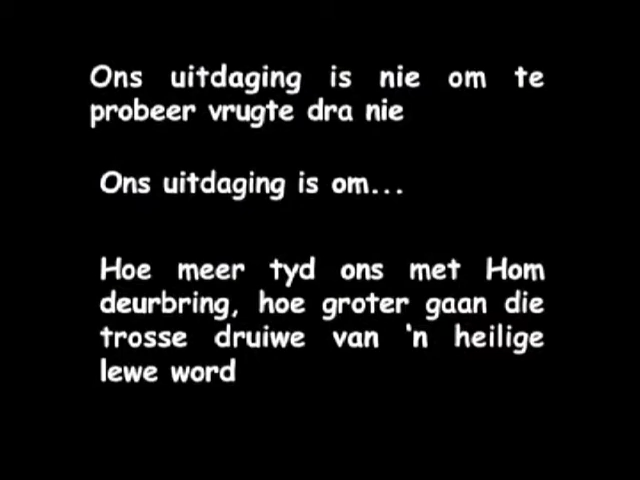 Ons uitdaging is nie om te
probeer vrugte dra nie
Ons uitdaging is om...
Hoe meer tyd ons met Hom
deurbring, hoe groter gaan die
trosse druiwe van 'n heilige
lewe word